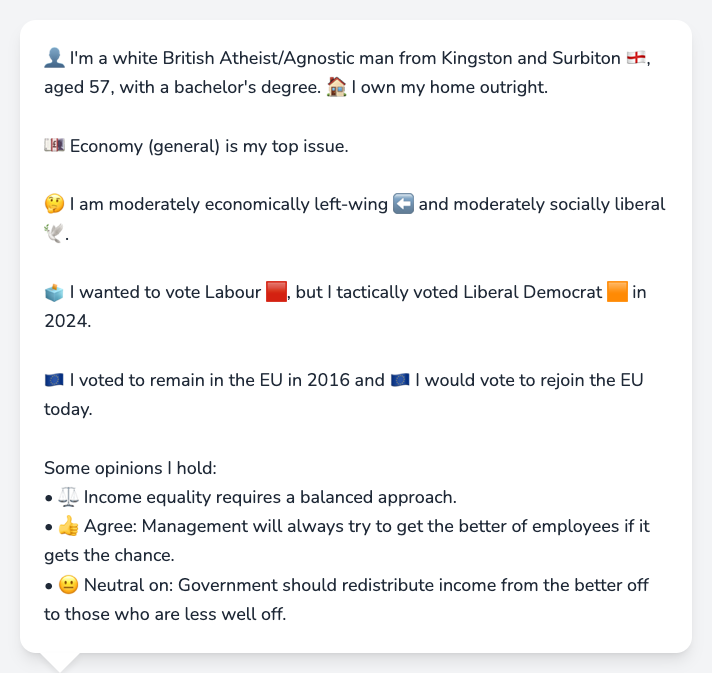 👤 I'm a white British Atheist/Agnostic man from Kingston and Surbiton 🏴󠁧󠁢󠁥󠁮󠁧󠁿,
aged 57, with a bachelor's degree. 🏠 I own my home outright.
💷 Economy (general) is my top issue.
🤔 I am moderately economically left-wing ⬅️ and moderately socially liberal
🕊️.
🗳️ I wanted to vote Labour 🟥, but I tactically voted Liberal Democrat 🟧 in
2024.
🇪🇺 I voted to remain in the EU in 2016 and 🇪🇺 I would vote to rejoin the EU
today.
Some opinions I hold:
• ⚖️ Income equality requires a balanced approach.
• 👍 Agree: Management will always try to get the better of employees if it
gets the chance.
• 😐 Neutral on: Government should redistribute income from the better off
to those who are less well off.